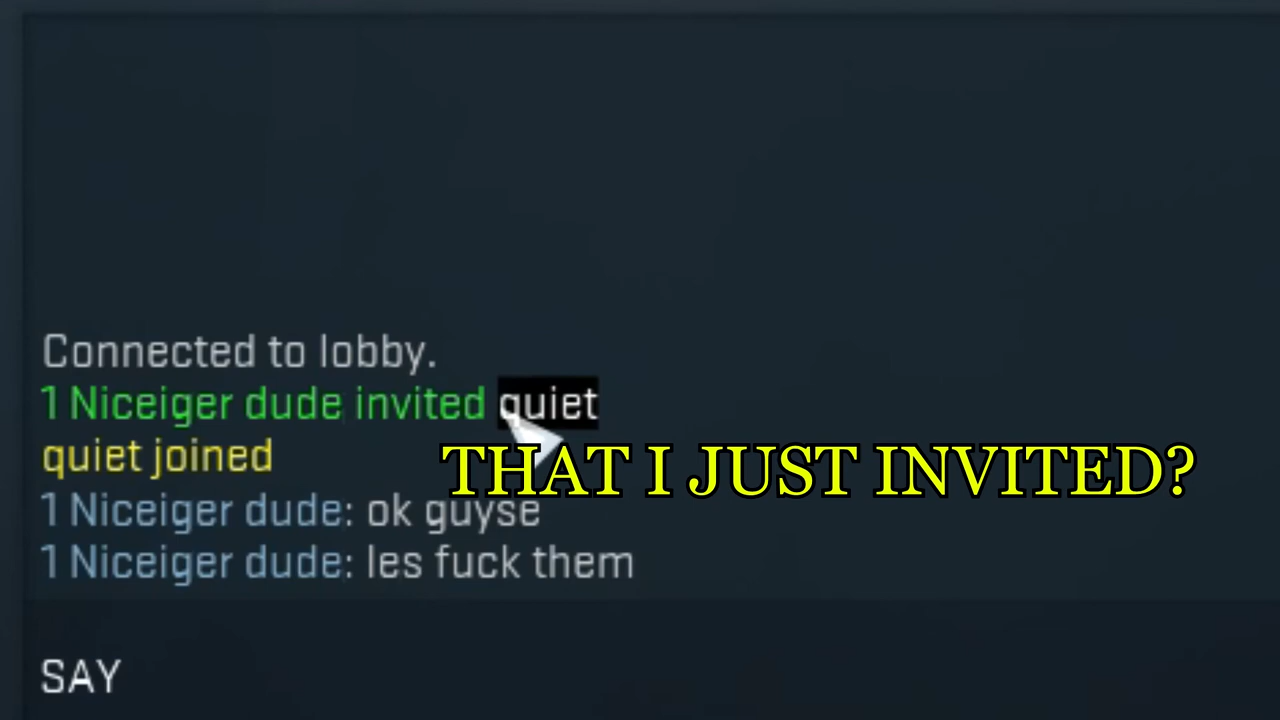 Connected to lobby.
1 Niceiger dude invited quiet
quiet joined
THAT I JUST INVITED?
1 Niceiger dude: ok guyse
1 Niceiger dude: les fuck them
SAY